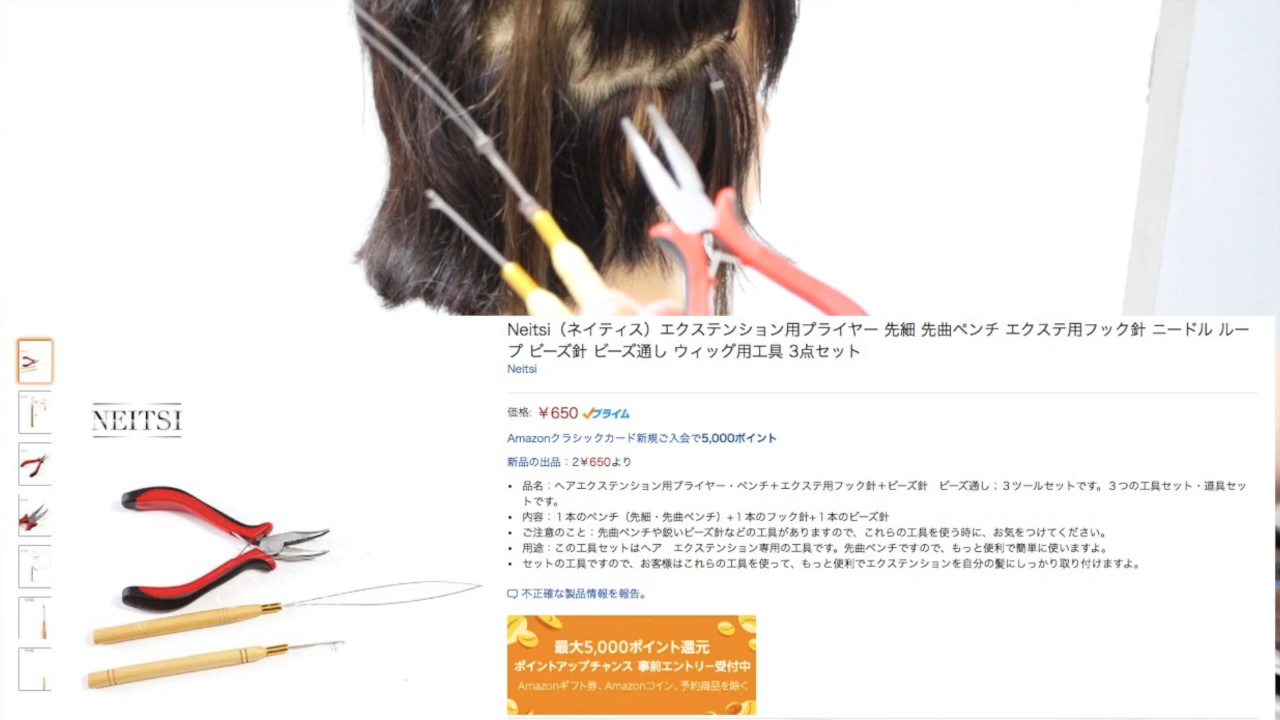 Neitsi（ネイティス）エクステンション用プライヤー 先細 先曲ペンチ エクステ用フック針 ニードル ルー
プ ビーズ針 ビーズ通し ウィッグ用工具 3点セット
Neitsi
NEITSI
価格: ￥650 プライム
Amazonクラシックカード新規ご入会で5,000ポイント
新品の出品：2￥650より
• 品名：ヘアエクステンション用プライヤー・ペンチ＋エクステ用フック針＋ビーズ針　ビーズ通し；３ツールセットです。３つの工具セット・道具セッ
トです。
• 内容：１本のペンチ（先細・先曲ペンチ）+１本のフック針+１本のビーズ針
• ご注意のこと：先曲ペンチや鋭いビーズ針などの工具がありますので、これらの工具を使う時に、お気をつけてください。
• 用途：この工具セットはヘア　エクステンション専用の工具です。先曲ペンチですので、もっと便利で簡単に使いますよ。
• セットの工具ですので、お客様はこれらの工具を使って、もっと便利でエクステンションを自分の髪にしっかり取り付けますよ。
不正確な製品情報を報告。
最大5,000ポイント還元
ポイントアップチャンス 事前エントリー受付中
Amazonギフト券、Amazonコイン、予約商品を除く